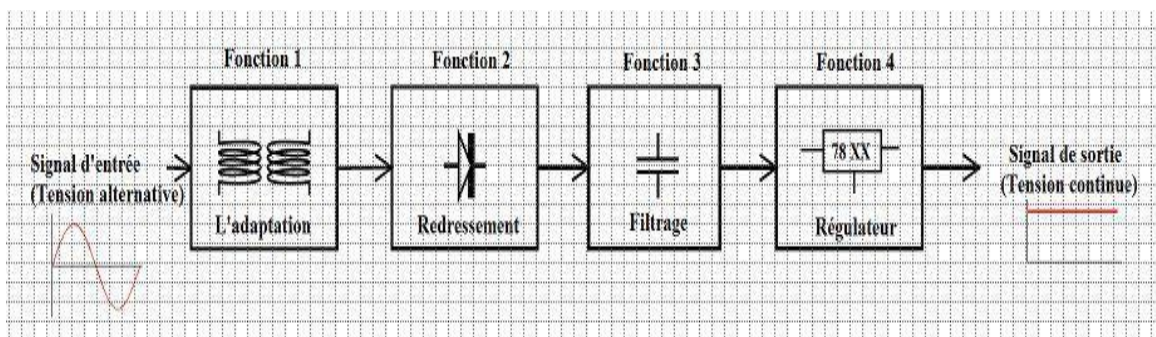 Fonction 1
Fonction 2
Fonction 3
Fonction 4
Signal d'entrée
(Tension alternative)
L'adaptation
Redressement
Filtrage
78 XX
Régulateur
Signal de sortie
(Tension continue)